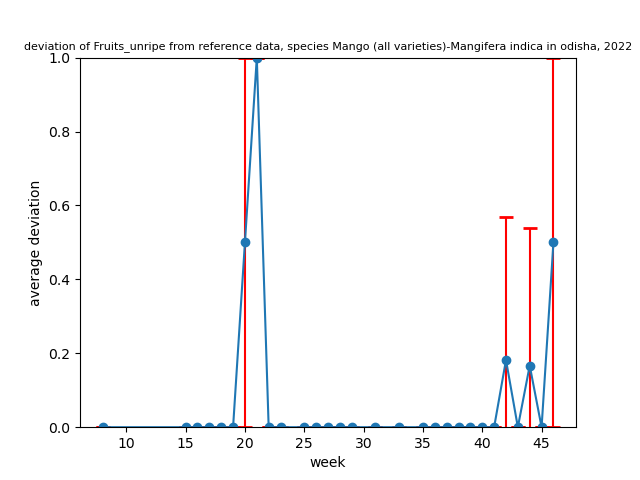 deviation of Fruits_unripe from reference data, species Mango (all varieties)-Mangifera indica in odisha, 2022
1.0
0.8
0.6
0.4
0.2
0.0
average deviation
10 15 20 25 30 35 40 45
week